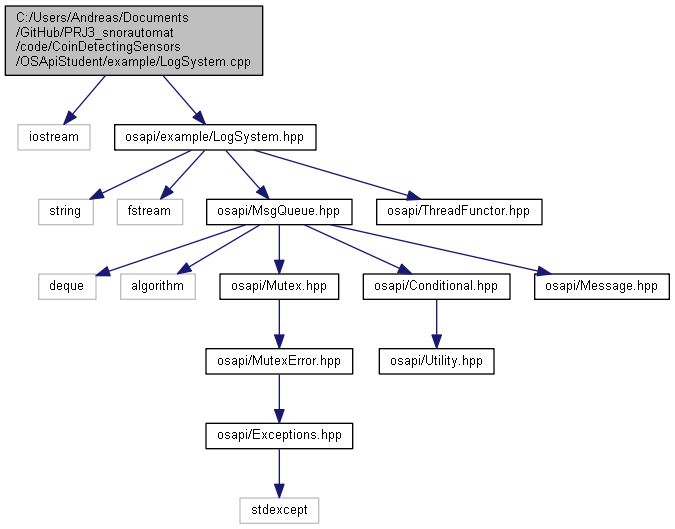 C:/Users/Andreas/Documents
/GitHub/PRJ3_snorautomat
/code/CoinDetectingSensors
/OSApiStudent/example/LogSystem.cpp
iostream
osapi/example/LogSystem.hpp
string
fstream
osapi/MsgQueue.hpp
osapi/ThreadFunctor.hpp
deque
algorithm
osapi/Mutex.hpp
osapi/Conditional.hpp
osapi/Message.hpp
osapi/MutexError.hpp
osapi/Utility.hpp
osapi/Exceptions.hpp
stdexcept